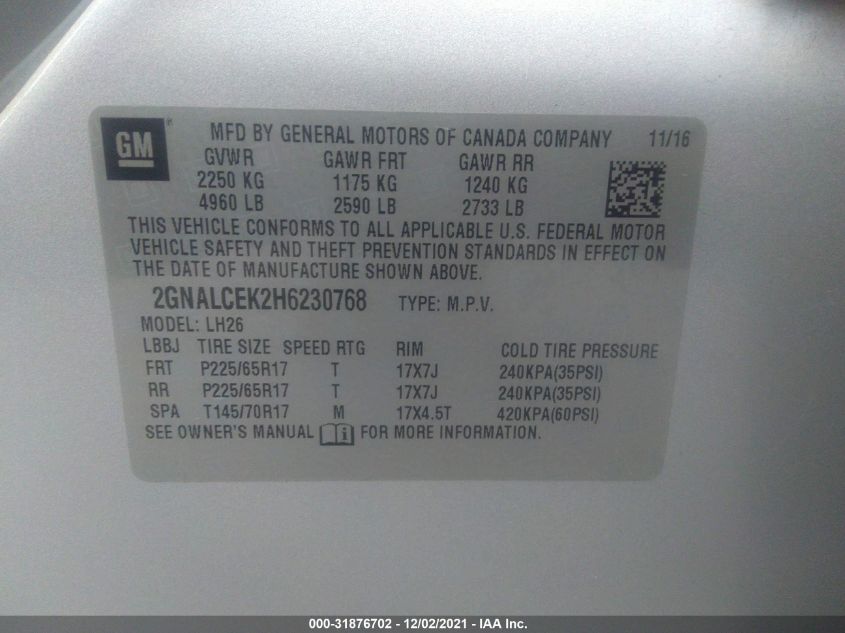 GM ® MFD BY GENERAL MOTORS OF CANADA COMPANY 11/16
GVWR GAWR FRT GAWR RR
2250 KG 1175 KG 1240 KG
4960 LB 2590 LB 2733 LB
THIS VEHICLE CONFORMS TO ALL APPLICABLE U.S. FEDERAL MOTOR
VEHICLE SAFETY AND THEFT PREVENTION STANDARDS IN EFFECT ON
THE DATE OF MANUFACTURE SHOWN ABOVE.
2GNALCEK2H6230768 TYPE: M.P.V.
MODEL: LH26
LBBJ TIRE SIZE SPEED RTG RIM COLD TIRE PRESSURE
FRT P225/65R17 T 17X7J 240KPA(35PSI)
RR P225/65R17 T 17X7J 240KPA(35PSI)
SPA T145/70R17 M 17X4.5T 420KPA(60PSI)
SEE OWNER'S MANUAL FOR MORE INFORMATION.
000-31876702 - 12/02/2021 - IAA Inc.